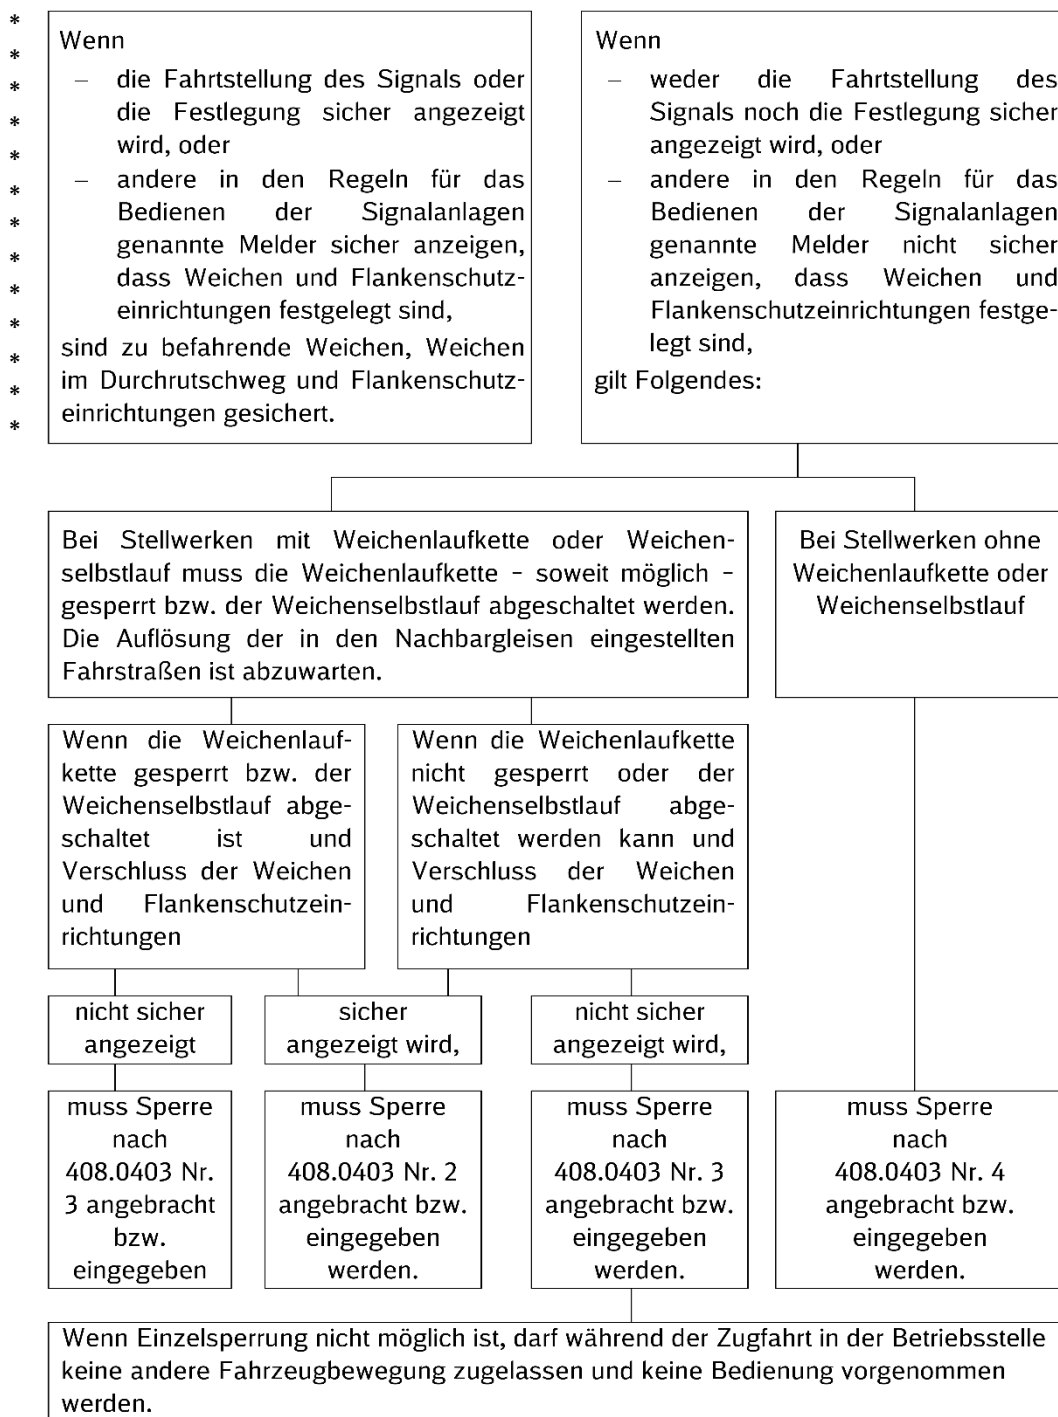 *
*
*
*
*
*
*
*
*
*
*
*
*
Wenn
– die Fahrtstellung des Signals oder
die Festlegung sicher angezeigt
wird, oder
– andere in den Regeln für das
Bedienen der Signalanlagen
genannte Melder sicher anzeigen,
dass Weichen und Flankenschutz-
einrichtungen festgelegt sind,
sind zu befahrende Weichen, Weichen
im Durchrutschweg und Flankenschutz-
einrichtungen gesichert.
Wenn
– weder die Fahrtstellung des
Signals noch die Festlegung sicher
angezeigt wird, oder
– andere in den Regeln für das
Bedienen der Signalanlagen
genannte Melder nicht sicher
anzeigen, dass Weichen und
Flankenschutzeinrichtungen festge-
legt sind,
gilt Folgendes:
Bei Stellwerken mit Weichenlaufkette oder Weichen-
selbstlauf muss die Weichenlaufkette – soweit möglich –
gesperrt bzw. der Weichenselbstlauf abgeschaltet werden.
Die Auflösung der in den Nachbargleisen eingestellten
Fahrstraßen ist abzuwarten.
Bei Stellwerken ohne
Weichenlaufkette oder
Weichenselbstlauf
Wenn die Weichenlauf-
kette gesperrt bzw. der
Weichenselbstlauf abge-
schaltet ist und
Verschluss der Weichen
und Flankenschutzein-
richtungen
Wenn die Weichenlaufkette
nicht gesperrt oder der
Weichenselbstlauf abge-
schaltet werden kann und
Verschluss der Weichen
und Flankenschutzein-
richtungen
nicht sicher
angezeigt
sicher
angezeigt wird,
nicht sicher
angezeigt wird,
muss Sperre
nach
408.0403 Nr.
3 angebracht
bzw.
eingegeben
muss Sperre
nach
408.0403 Nr. 2
angebracht bzw.
eingegeben
werden.
muss Sperre
nach
408.0403 Nr. 3
angebracht bzw.
eingegeben
werden.
muss Sperre
nach
408.0403 Nr. 4
angebracht bzw.
eingegeben
werden.
Wenn Einzelsperrung nicht möglich ist, darf während der Zugfahrt in der Betriebsstelle
keine andere Fahrzeugbewegung zugelassen und keine Bedienung vorgenommen
werden.